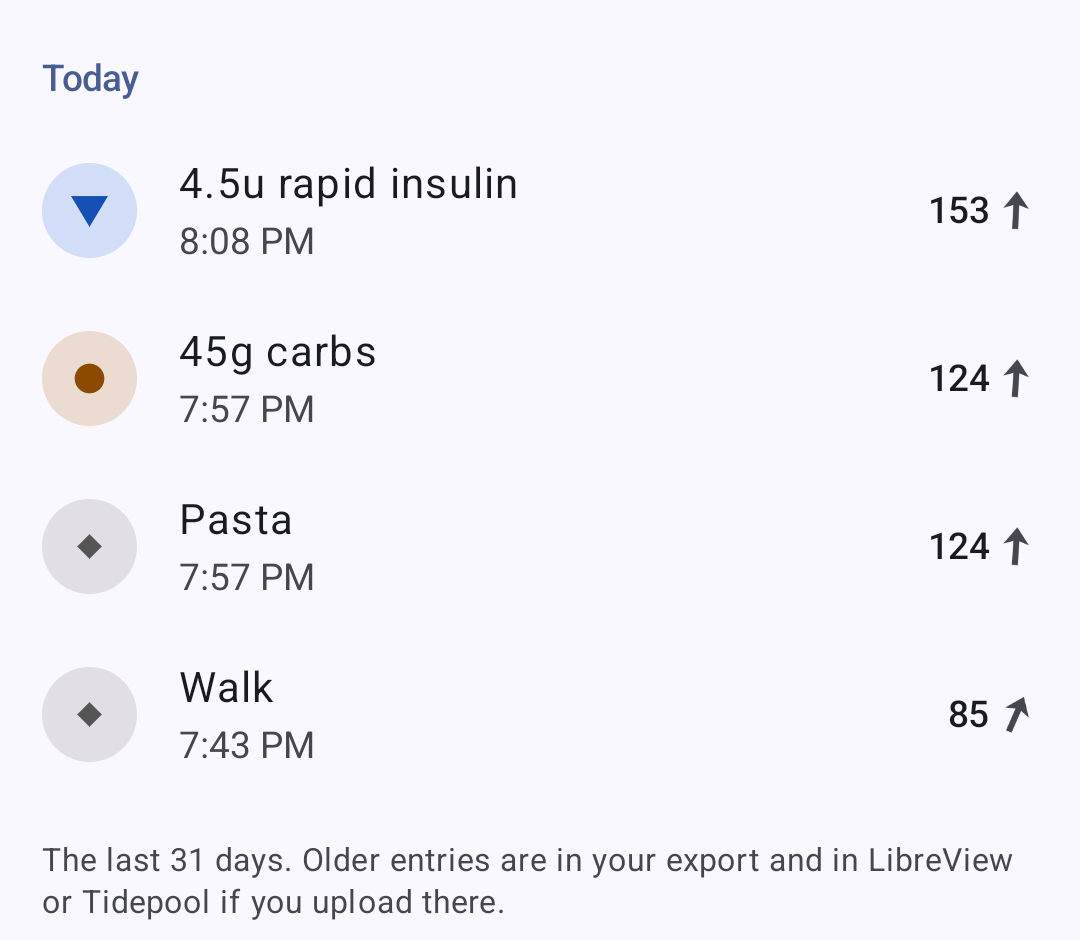 Today
4.5u rapid insulin
8:08 PM
153
45g carbs
7:57 PM
124
Pasta
7:57 PM
124
Walk
7:43 PM
85
The last 31 days. Older entries are in your export and in LibreView
or Tidepool if you upload there.